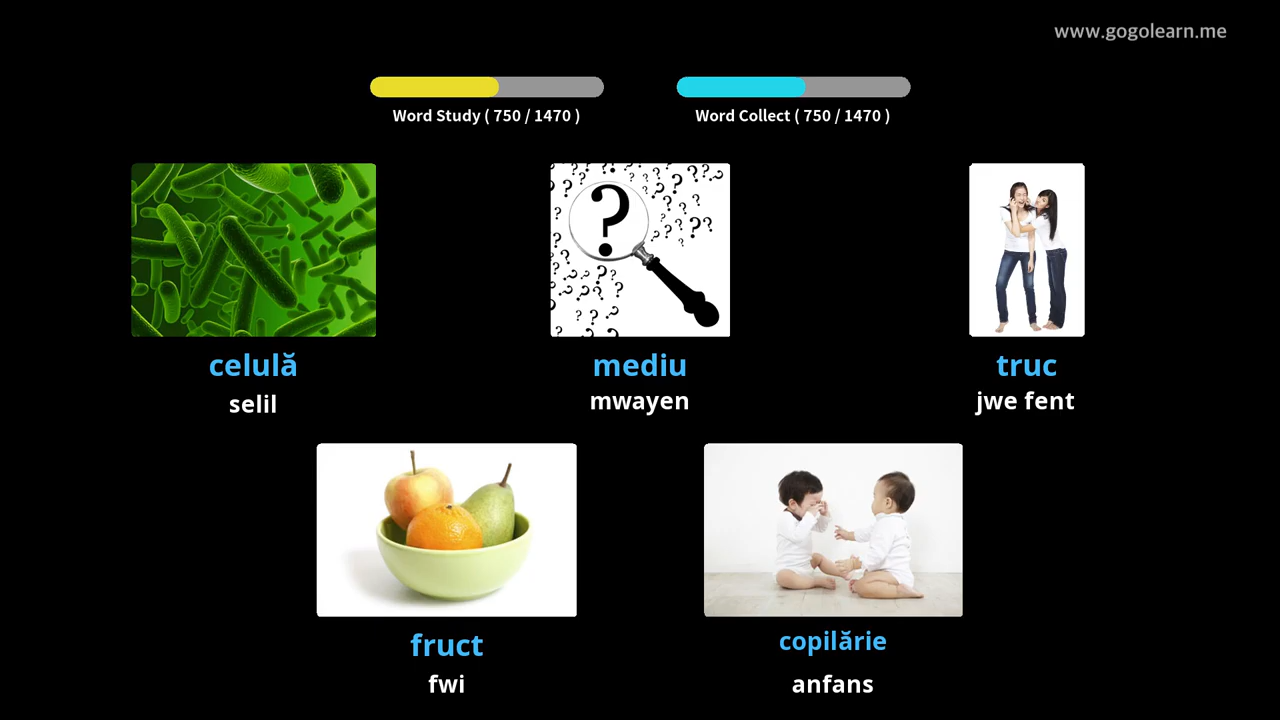 www.gogolearn.me
Word Study ( 750 / 1470 )
Word Collect ( 750 / 1470 )
celulă
selil
mediu
mwayen
truc
jwe fent
fruct
fwi
copilărie
anfans